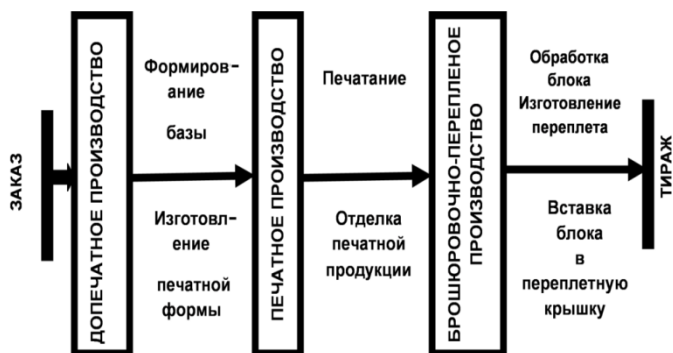 ЗАКАЗ
ДОПЕЧАТНОЕ ПРОИЗВОДСТВО
Формиров-
ание
базы
Изготовл-
ение
печатной
формы
ПЕЧАТНОЕ ПРОИЗВОДСТВО
Печатание
Отделка
печатной
продукции
БРОШЮРОВОЧНО-ПЕРЕПЛЕНОЕ
ПРОИЗВОДСТВО
Обработка
блока
Изготовление
переплета
Вставка
блока
в
переплетную
крышку
ТИРАЖ